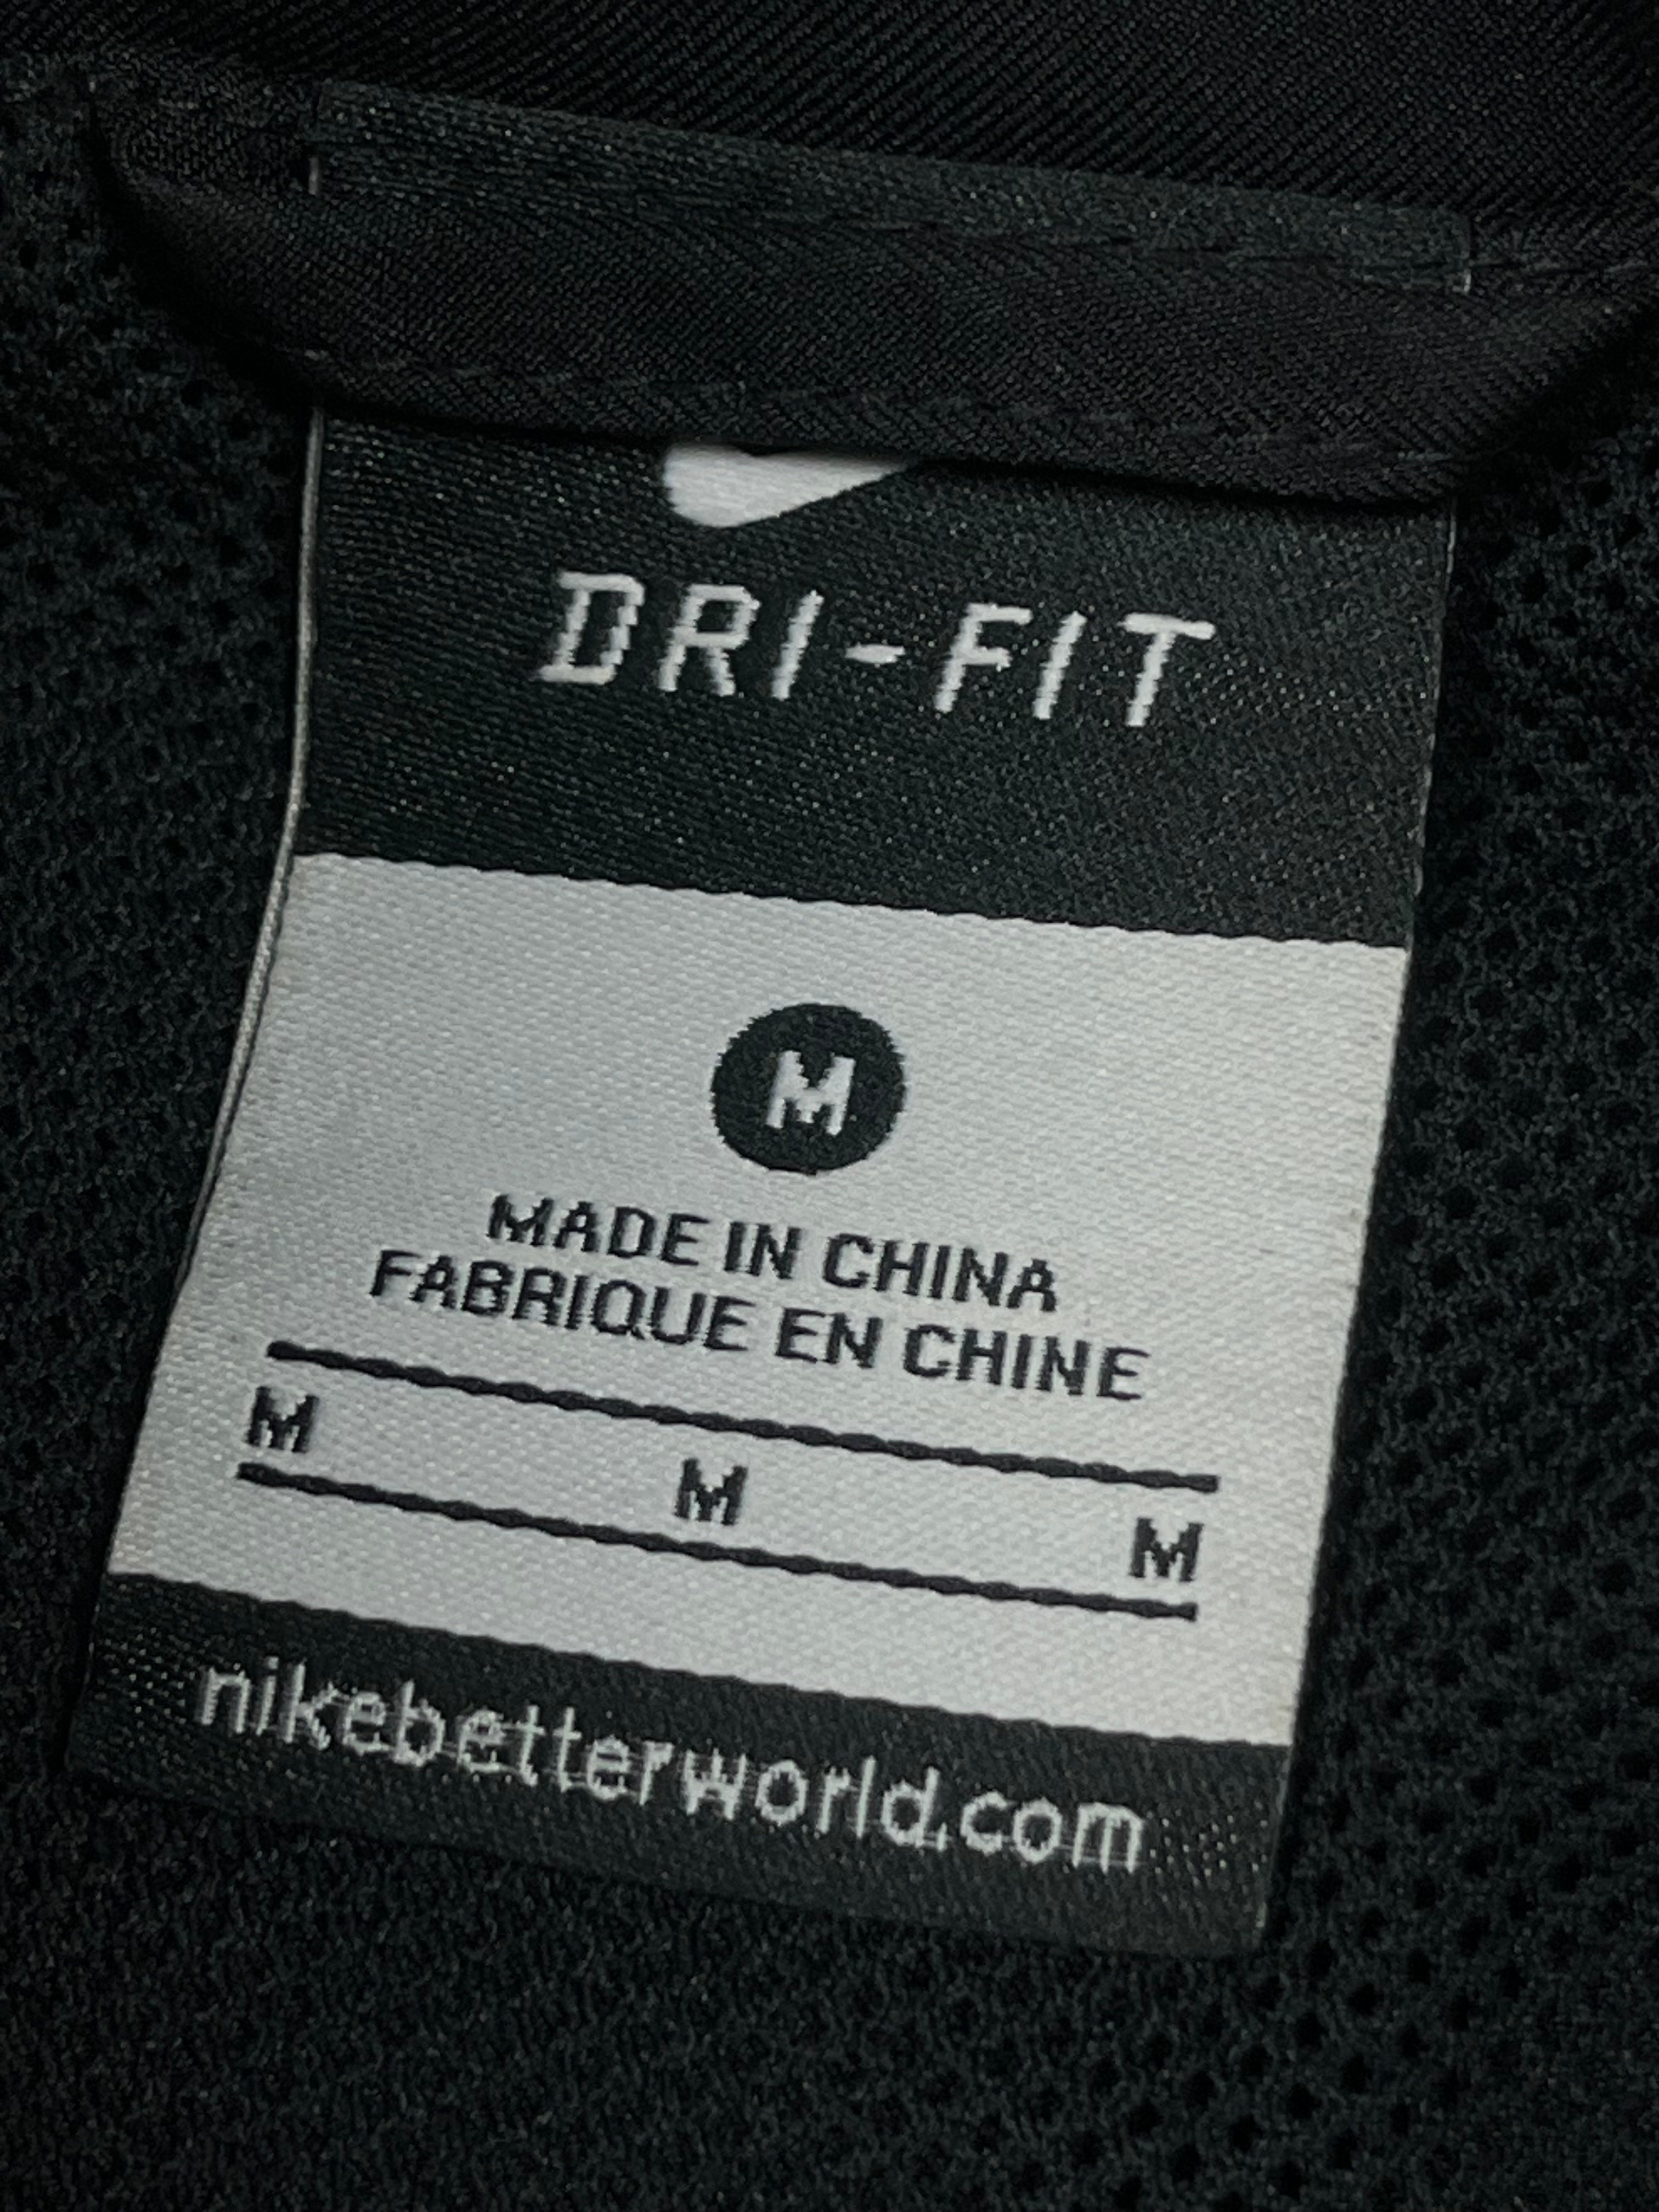 DRI-FIT
M
MADE IN CHINA
FABRIQUE EN CHINE
M M M
nikebetterworld.com